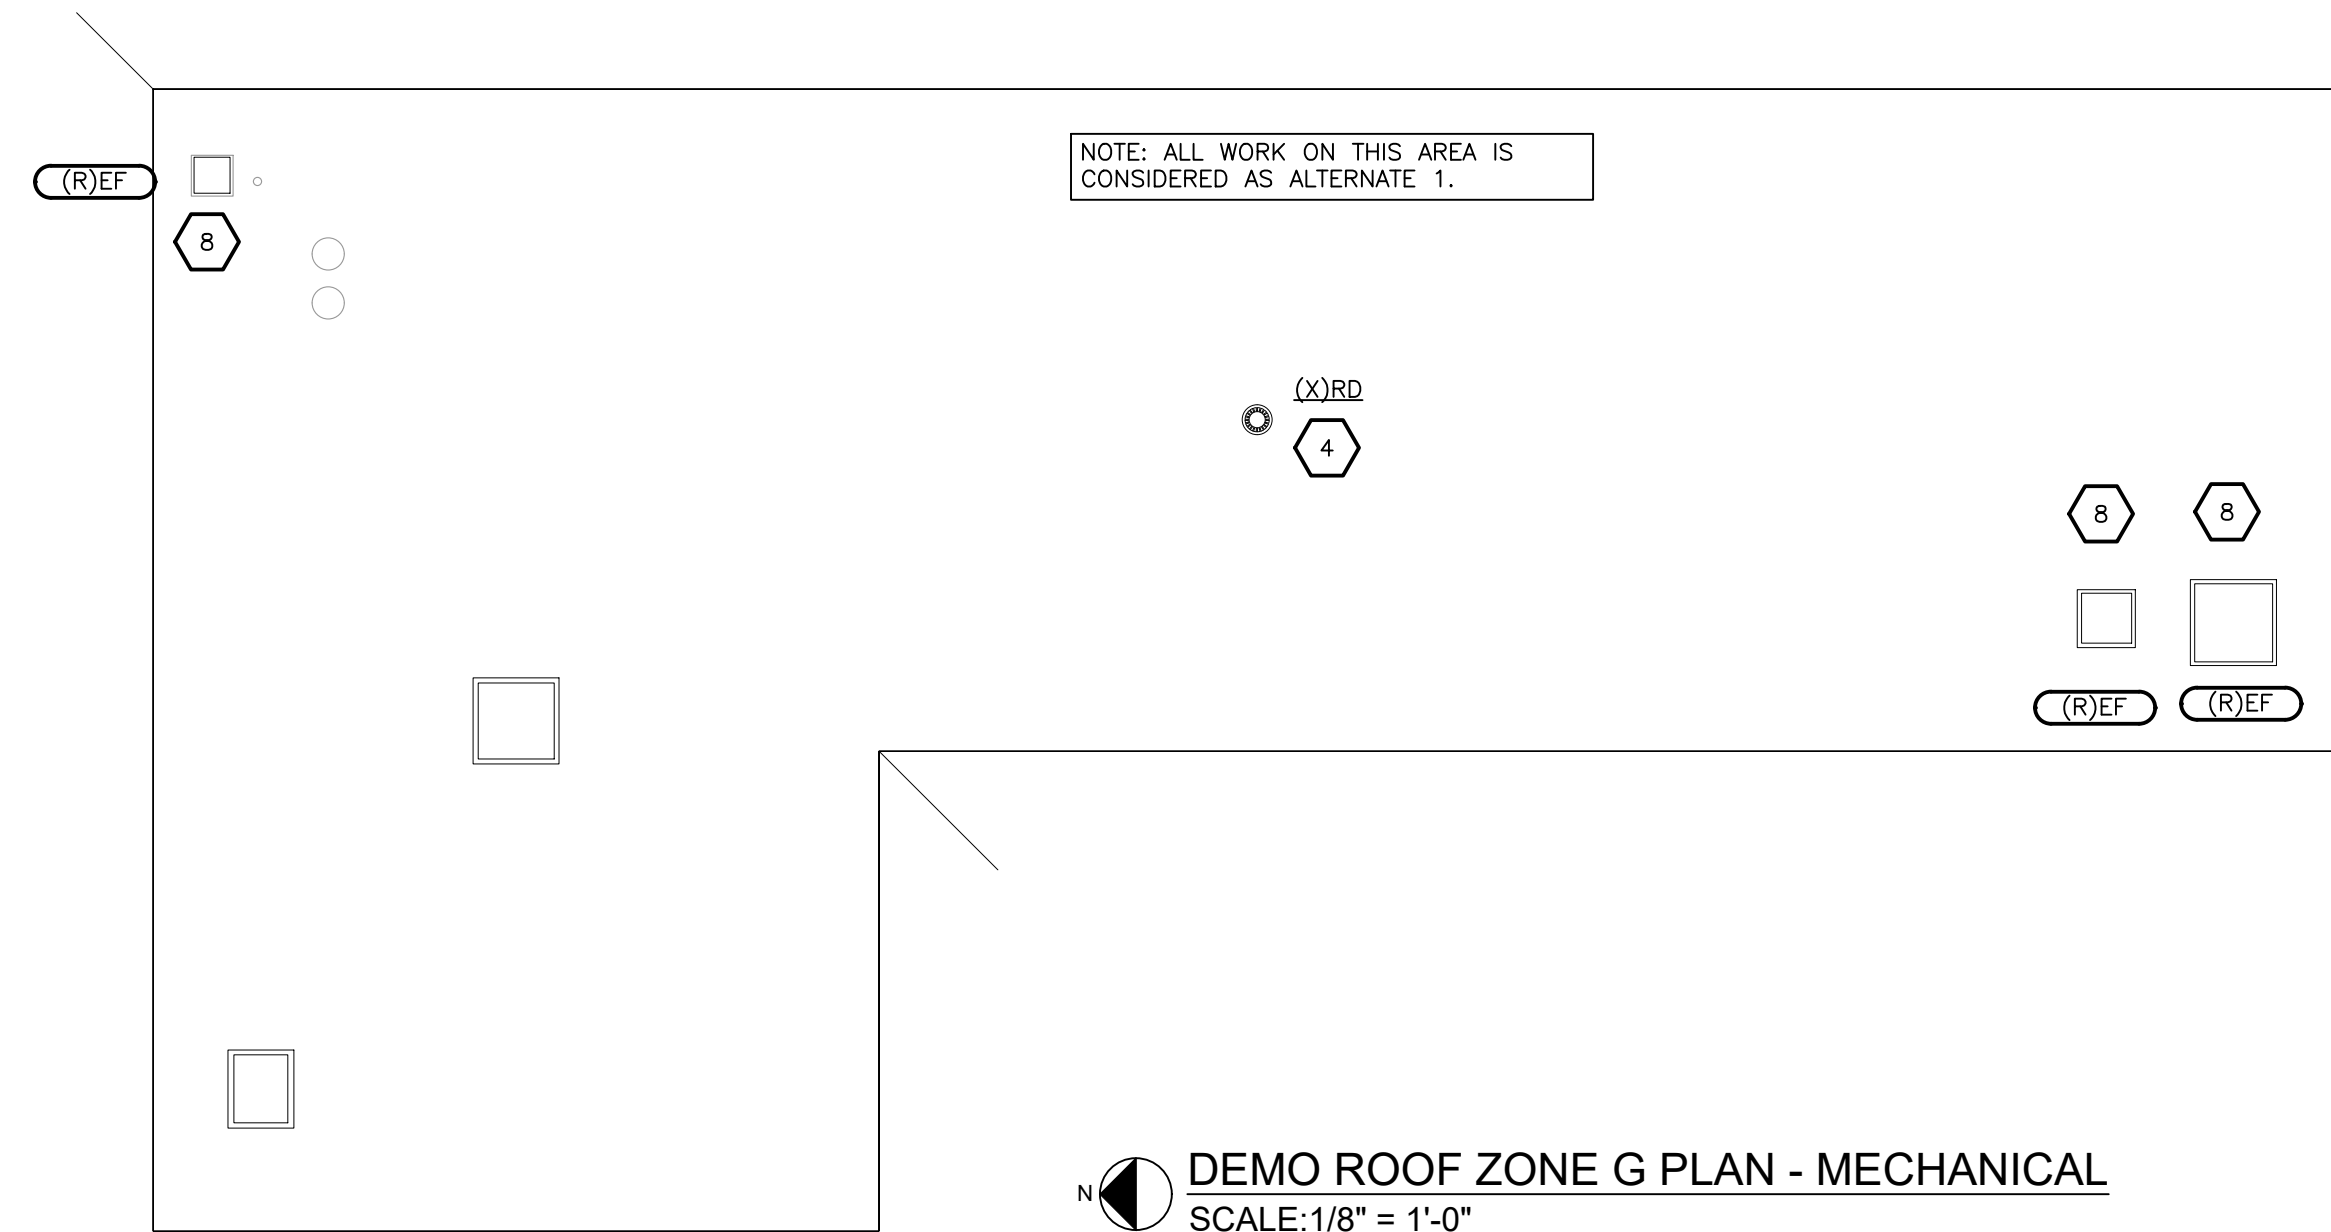 NOTE: ALL WORK ON THIS AREA IS
CONSIDERED AS ALTERNATE 1.
(R)EF
8
(X)RD
4
8
8
(R)EF
(R)EF
N
DEMO ROOF ZONE G PLAN - MECHANICAL
SCALE:1/8" = 1'-0"